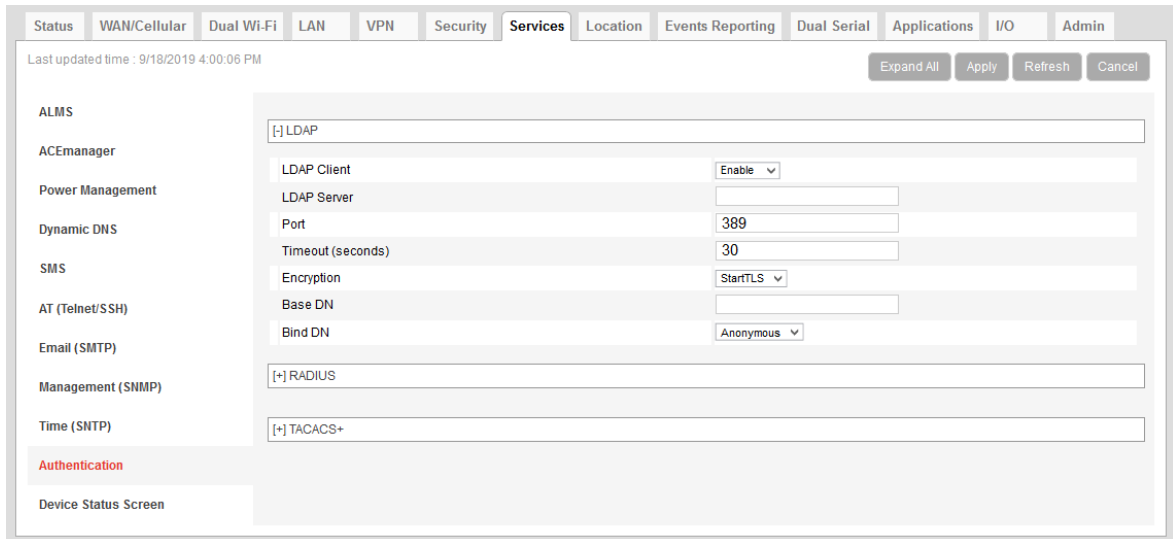 Status WAN/Cellular Dual Wi-Fi LAN VPN Security Services Location Events Reporting Dual Serial Applications I/O Admin
Last updated time : 9/18/2019 4:00:06 PM
Expand All Apply Refresh Cancel
ALMS
ACEmanager
Power Management
Dynamic DNS
SMS
AT (Telnet/SSH)
Email (SMTP)
Management (SNMP)
Time (SNTP)
Authentication
Device Status Screen
[-] LDAP
LDAP Client Enable
LDAP Server
Port 389
Timeout (seconds) 30
Encryption StartTLS
Base DN
Bind DN Anonymous
[+] RADIUS
[+] TACACS+